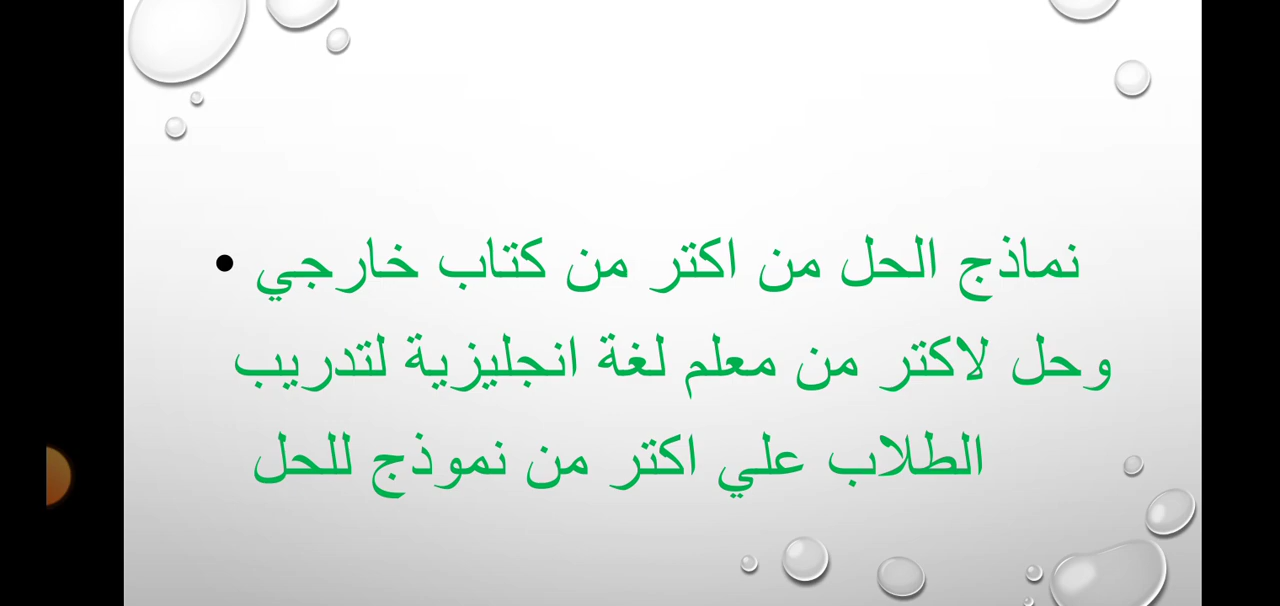 • نماذج الحل من اكتر من كتاب خارجي
وحل لاكتر من معلم لغة انجليزية لتدريب
الطلاب علي اكتر من نموذج للحل